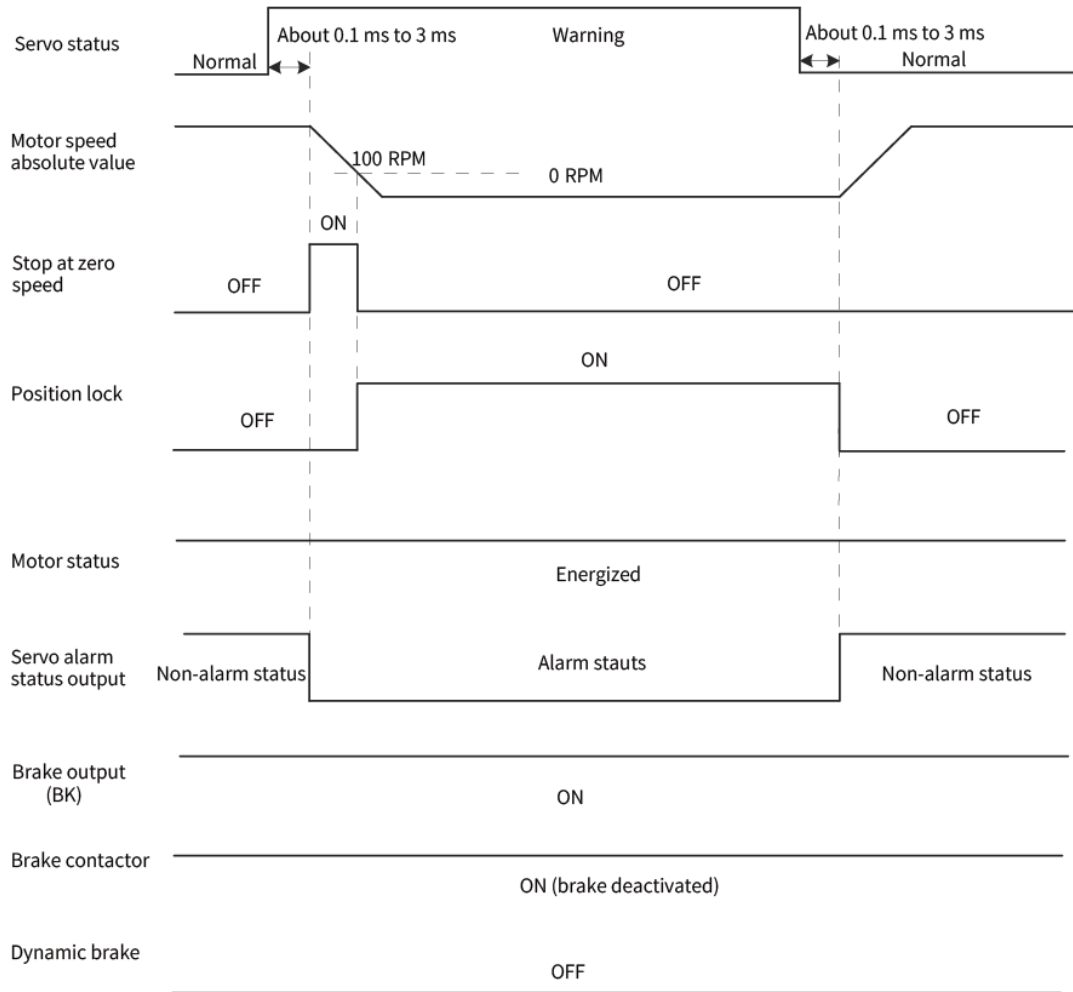 Servo status
Normal
About 0.1 ms to 3 ms
Warning
About 0.1 ms to 3 ms
Normal
Motor speed
absolute value
100 RPM
0 RPM
Stop at zero
speed
OFF
ON
OFF
Position lock
OFF
ON
OFF
Motor status
Energized
Servo alarm
status output
Non-alarm status
Alarm stauts
Non-alarm status
Brake output
(BK)
ON
Brake contactor
ON (brake deactivated)
Dynamic brake
OFF